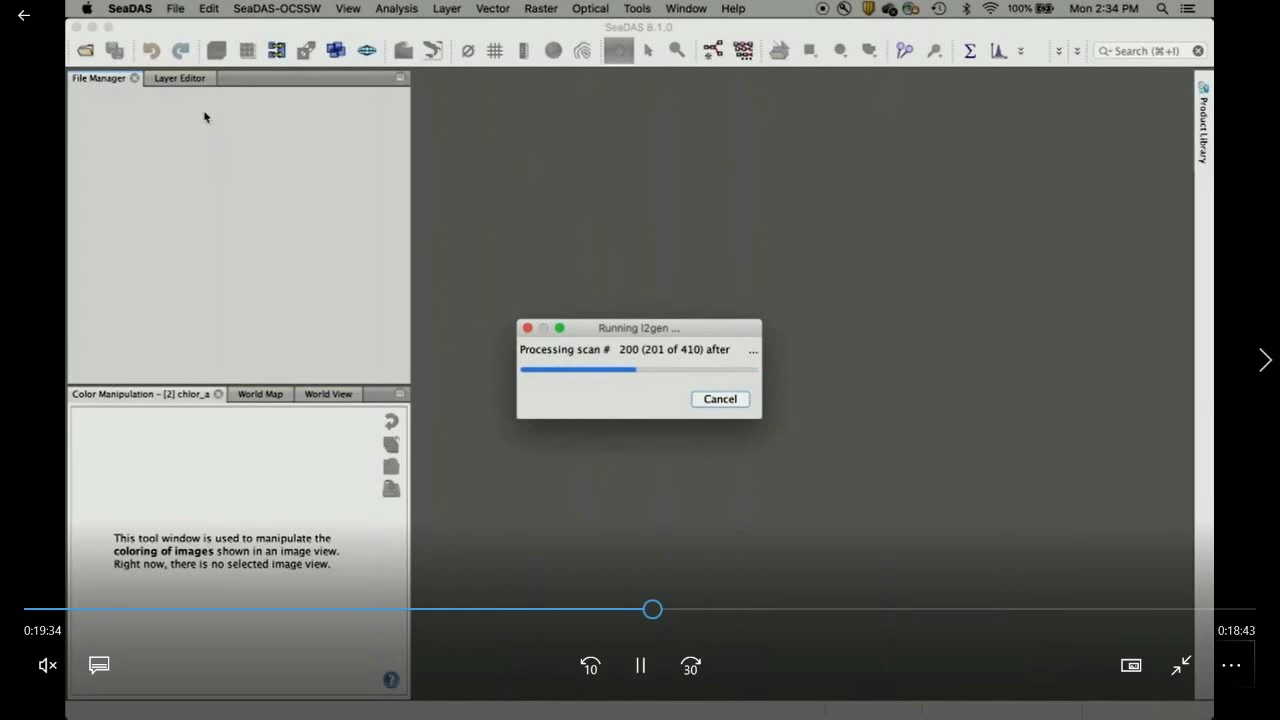 SeaDAS File Edit SeaDAS-OCSSW View Analysis Layer Vector Raster Optical Tools Window Help 100% Mon 2:34 PM
SeaDAS 8.1.0
Search (⌘+I)
File Manager Layer Editor
Product Library
Running l2gen ...
Processing scan # 200 (201 of 410) after ...
Cancel
Color Manipulation - [2] chlor_a World Map World View
This tool window is used to manipulate the
coloring of images shown in an image view.
Right now, there is no selected image view.
?
0:19:34 0:18:43
10 30